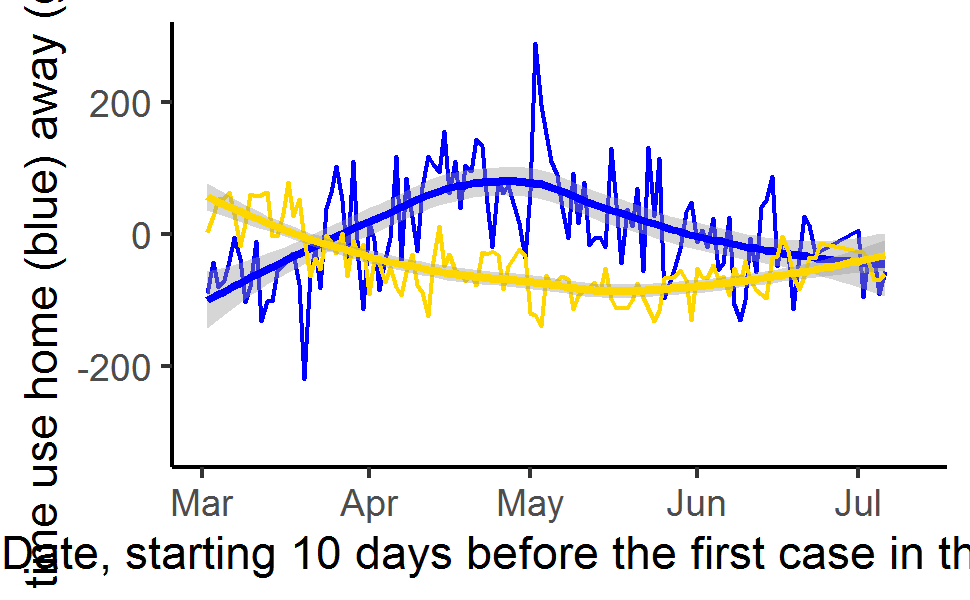 time use home (blue) away (
200
0
-200
Mar Apr May Jun Jul
Date, starting 10 days before the first case in th